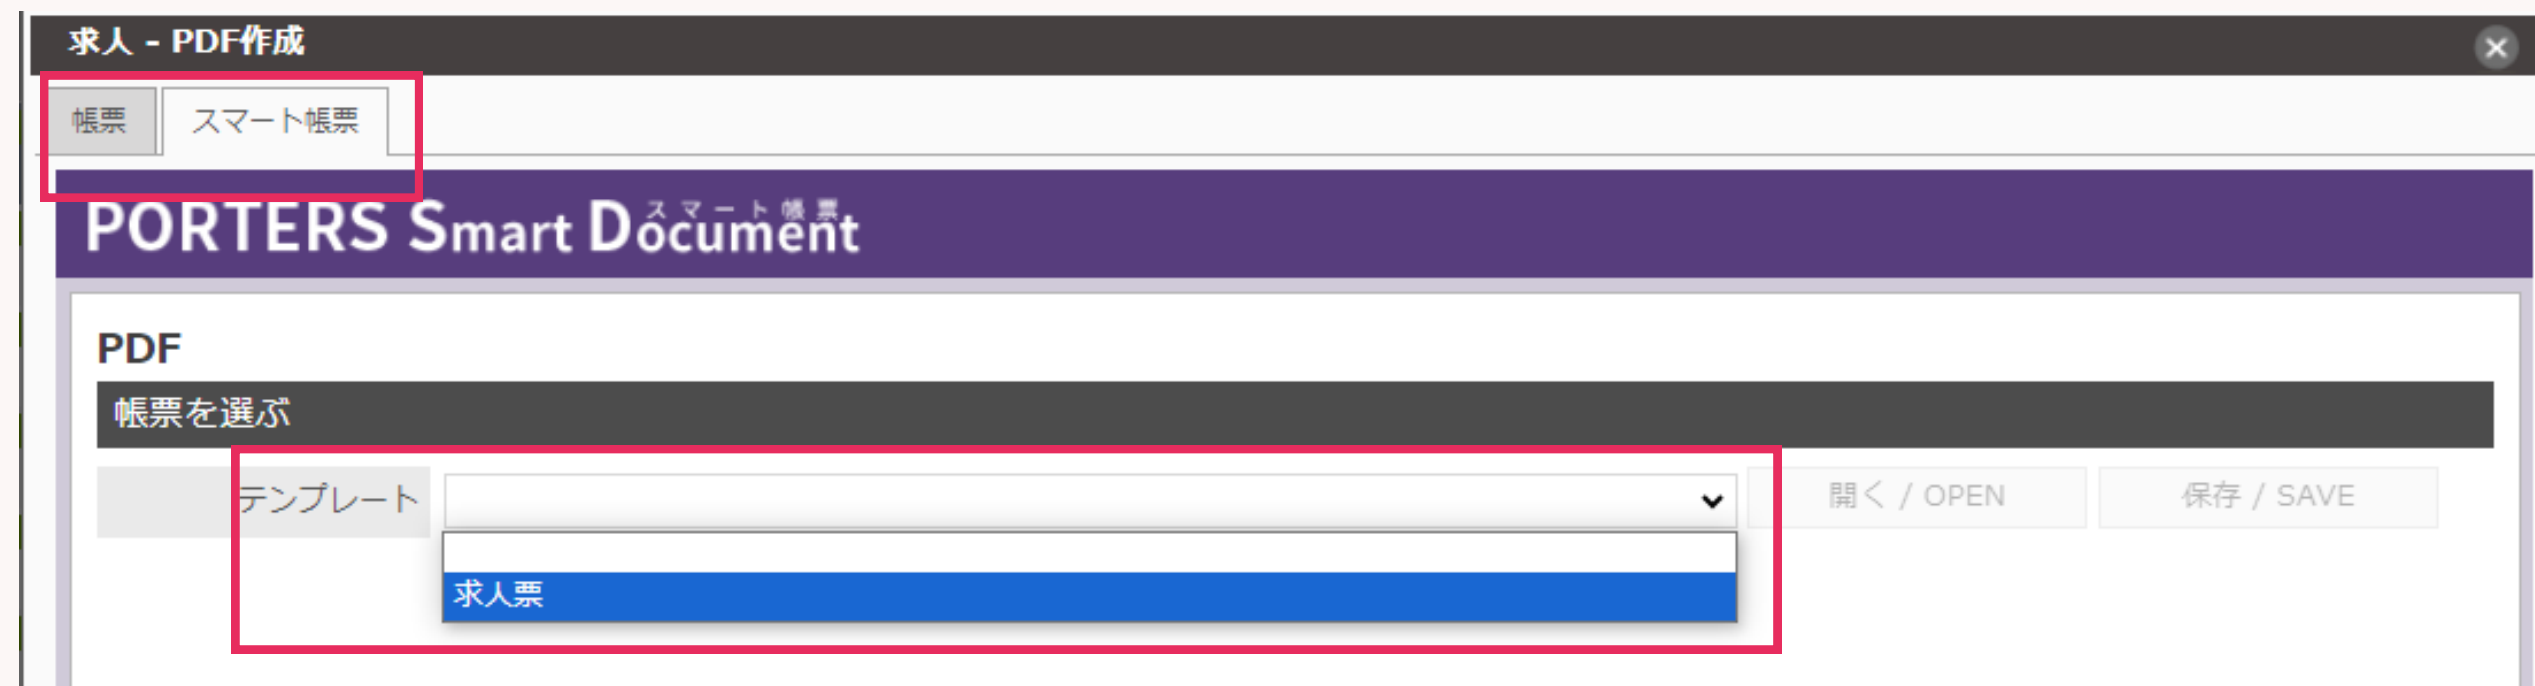 求人 - PDF作成
帳票 スマート帳票
スマート帳票
PORTERS Smart Document
PDF
帳票を選ぶ
テンプレート 開く / OPEN 保存 / SAVE
求人票